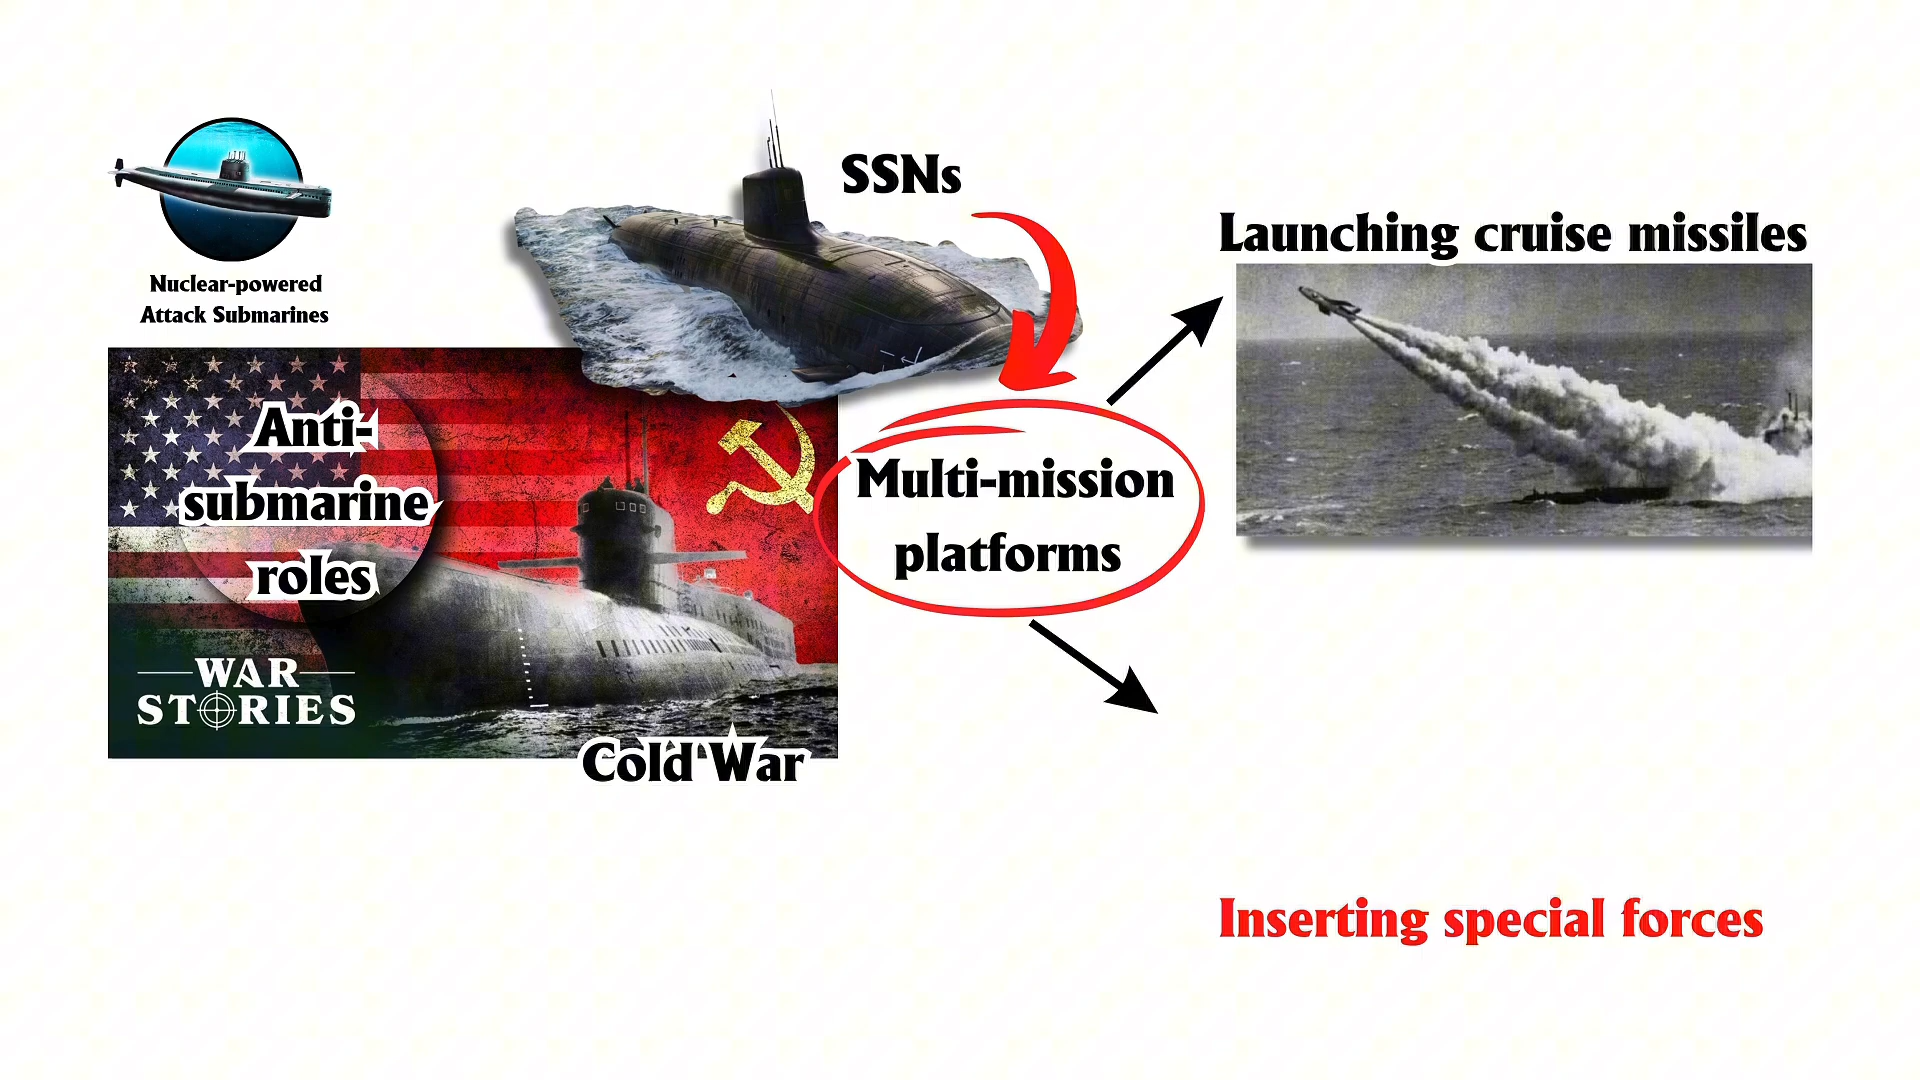 SSNs
Nuclear-powered
Attack Submarines
Launching cruise missiles
Anti-
submarine
roles
WAR
STORIES
Cold War
Multi-mission
platforms
Inserting special forces